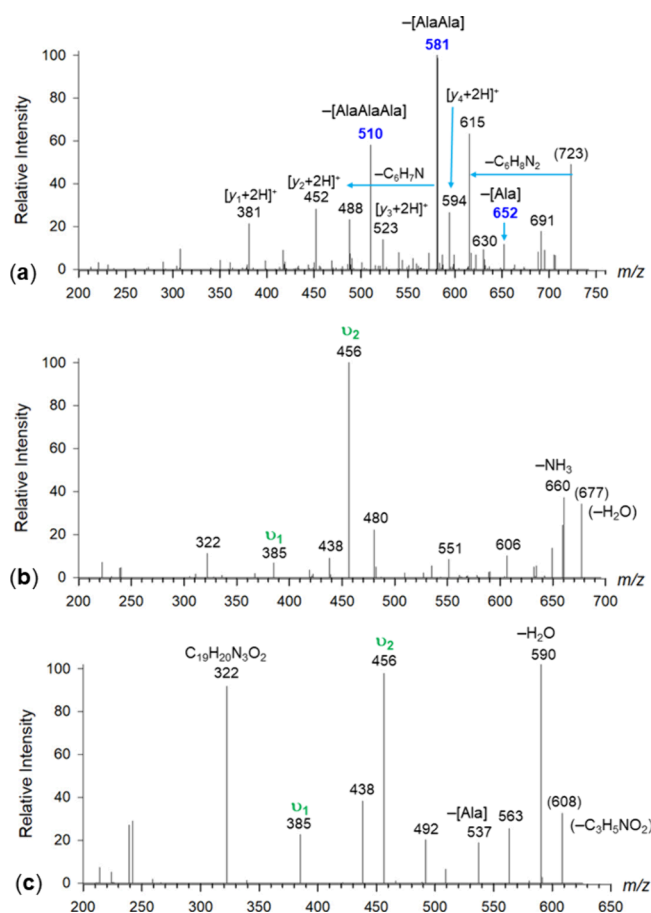 –[AlaAla]
100
581
Relative Intensity
80
–[AlaAlaAla]
[y₄+2H]⁺
510
615
60
–C₆H₈N₂
(723)
[y₂+2H]⁺
–C₆H₇N
40
[y₁+2H]⁺
452
–[Ala]
381
488
[y₃+2H]⁺
594
652
20
523
630
691
0
(a)
200 250 300 350 400 450 500 550 600 650 700 750 m/z
υ₂
456
100
Relative Intensity
80
60
–NH₃
40
660 (677)
480
(–H₂O)
20
322
υ₁
385
438
551
606
0
(b)
200 250 300 350 400 450 500 550 600 650 700 m/z
–H₂O
C₁₉H₂₀N₃O₂
υ₂
590
100
322
456
Relative Intensity
80
60
υ₁
438
40
–[Ala]
(608)
385
492
537
563
(–C₃H₅NO₂)
20
0
(c)
200 250 300 350 400 450 500 550 600 650 m/z